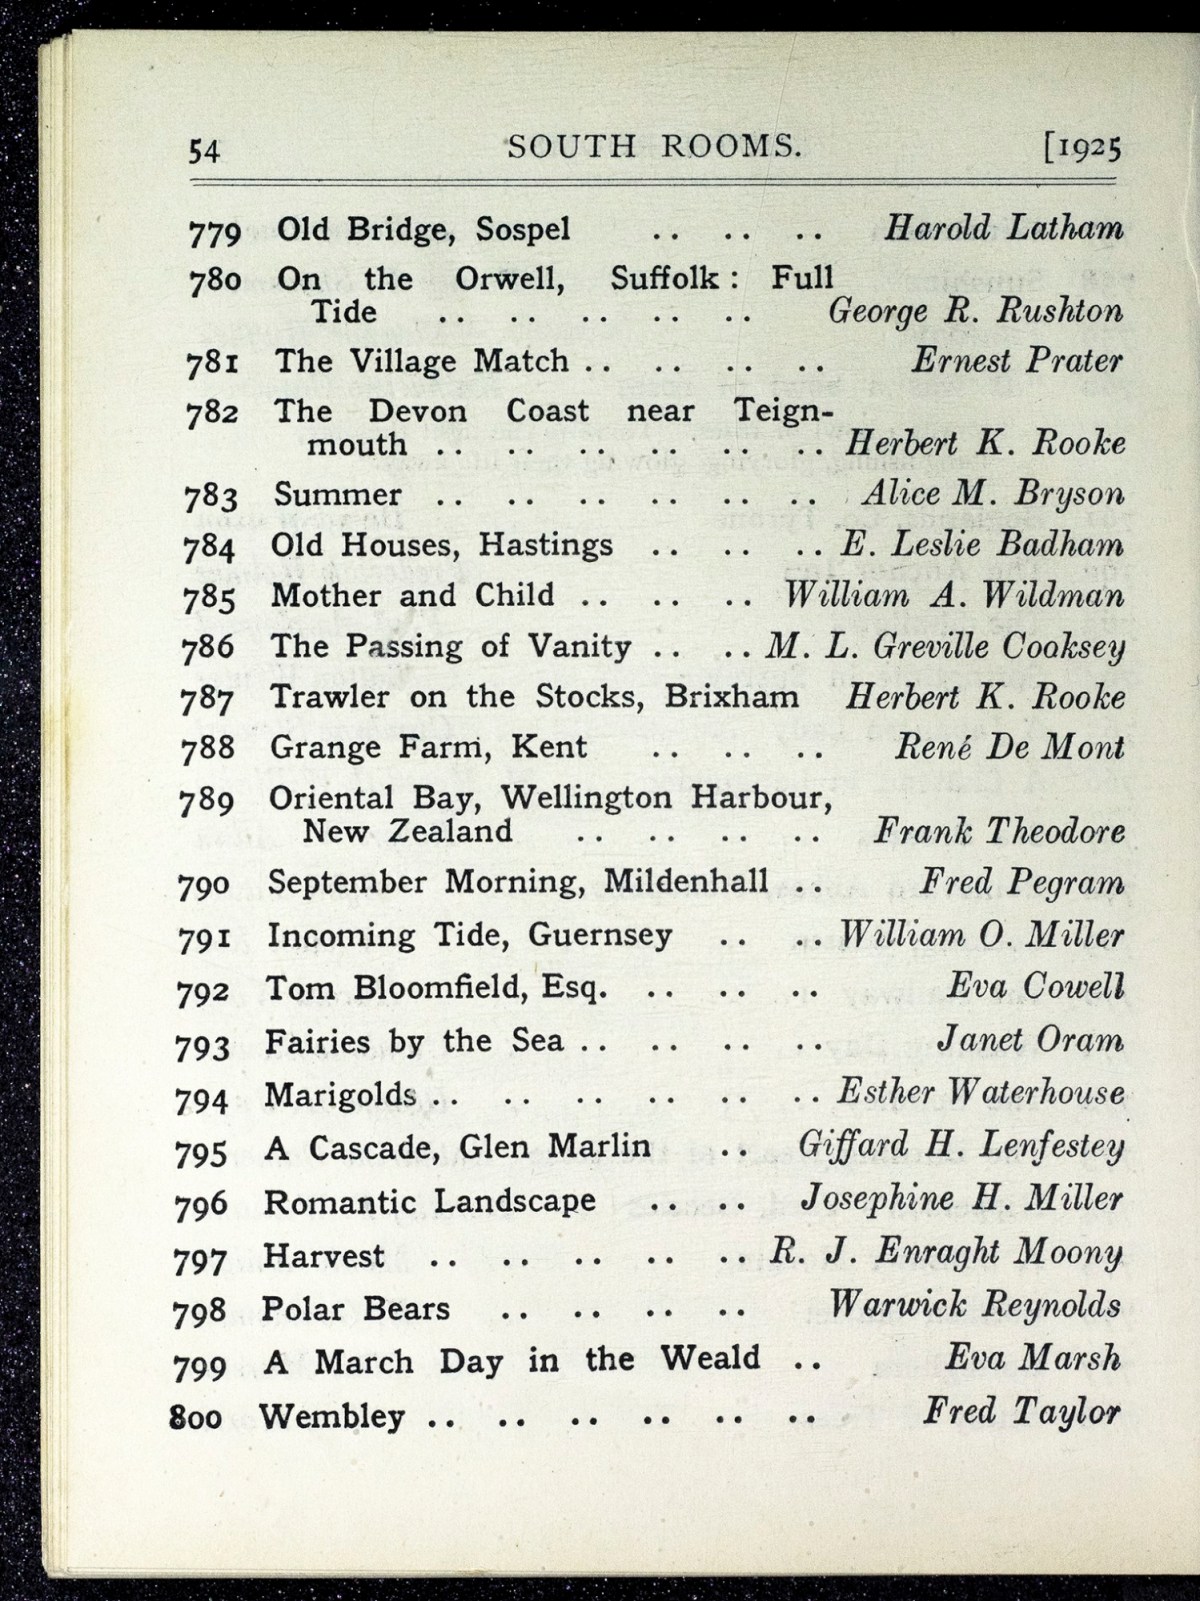 54 SOUTH ROOMS. [1925
779 Old Bridge, Sospel .. .. .. Harold Latham
780 On the Orwell, Suffolk: Full
Tide .. .. .. .. .. George R. Rushton
781 The Village Match .. .. .. .. Ernest Prater
782 The Devon Coast near Teign-
mouth .. .. .. .. .. .. Herbert K. Rooke
783 Summer .. .. .. .. .. .. Alice M. Bryson
784 Old Houses, Hastings .. .. .. E. Leslie Badham
785 Mother and Child .. .. .. William A. Wildman
786 The Passing of Vanity .. .. M. L. Greville Cooksey
787 Trawler on the Stocks, Brixham Herbert K. Rooke
788 Grange Farm, Kent .. .. .. René De Mont
789 Oriental Bay, Wellington Harbour,
New Zealand .. .. .. .. Frank Theodore
790 September Morning, Mildenhall .. Fred Pegram
791 Incoming Tide, Guernsey .. .. William O. Miller
792 Tom Bloomfield, Esq. .. .. .. Eva Cowell
793 Fairies by the Sea .. .. .. .. Janet Oram
794 Marigolds .. .. .. .. .. .. Esther Waterhouse
795 A Cascade, Glen Marlin .. Giffard H. Lenfestey
796 Romantic Landscape .. .. Josephine H. Miller
797 Harvest .. .. .. .. .. R. J. Enraght Moony
798 Polar Bears .. .. .. .. Warwick Reynolds
799 A March Day in the Weald .. Eva Marsh
800 Wembley .. .. .. .. .. .. Fred Taylor